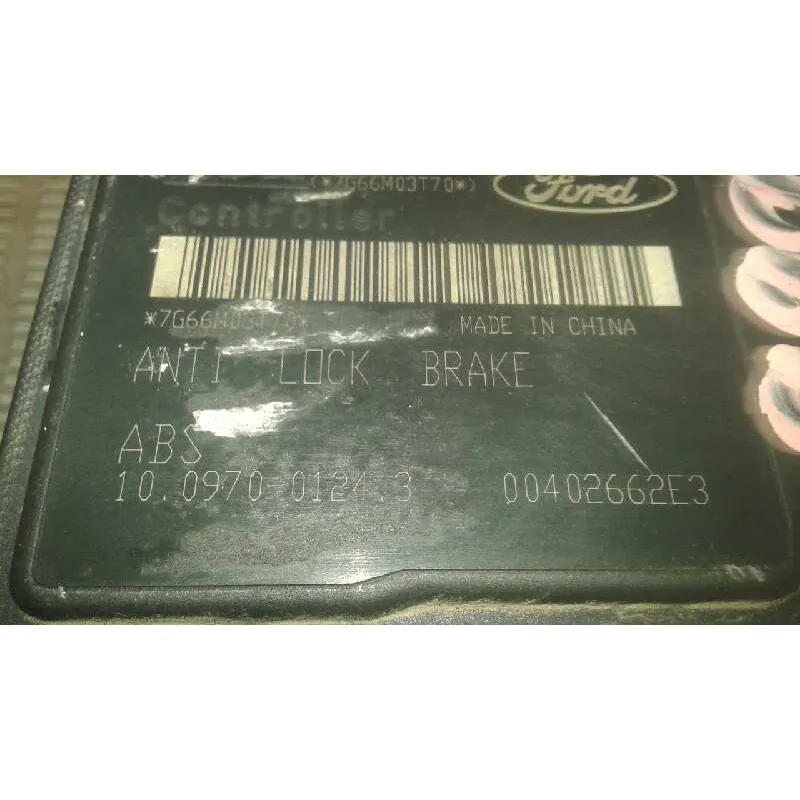 (*7G66M03T70*) Ford
Controller
MADE IN CHINA
ANTI LOCK BRAKE
ABS
10.0970-0124.3 00402662E3